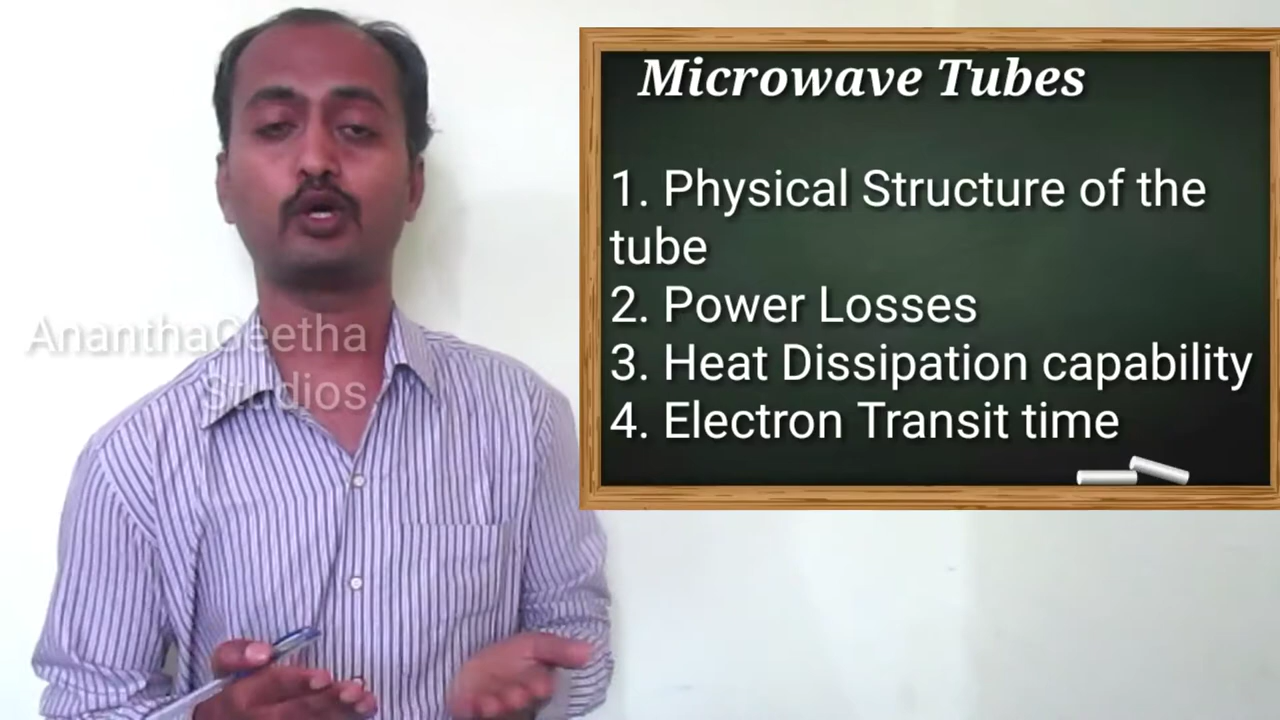 Microwave Tubes
1. Physical Structure of the
tube
2. Power Losses
3. Heat Dissipation capability
4. Electron Transit time
AnanthaGeetha
Studios